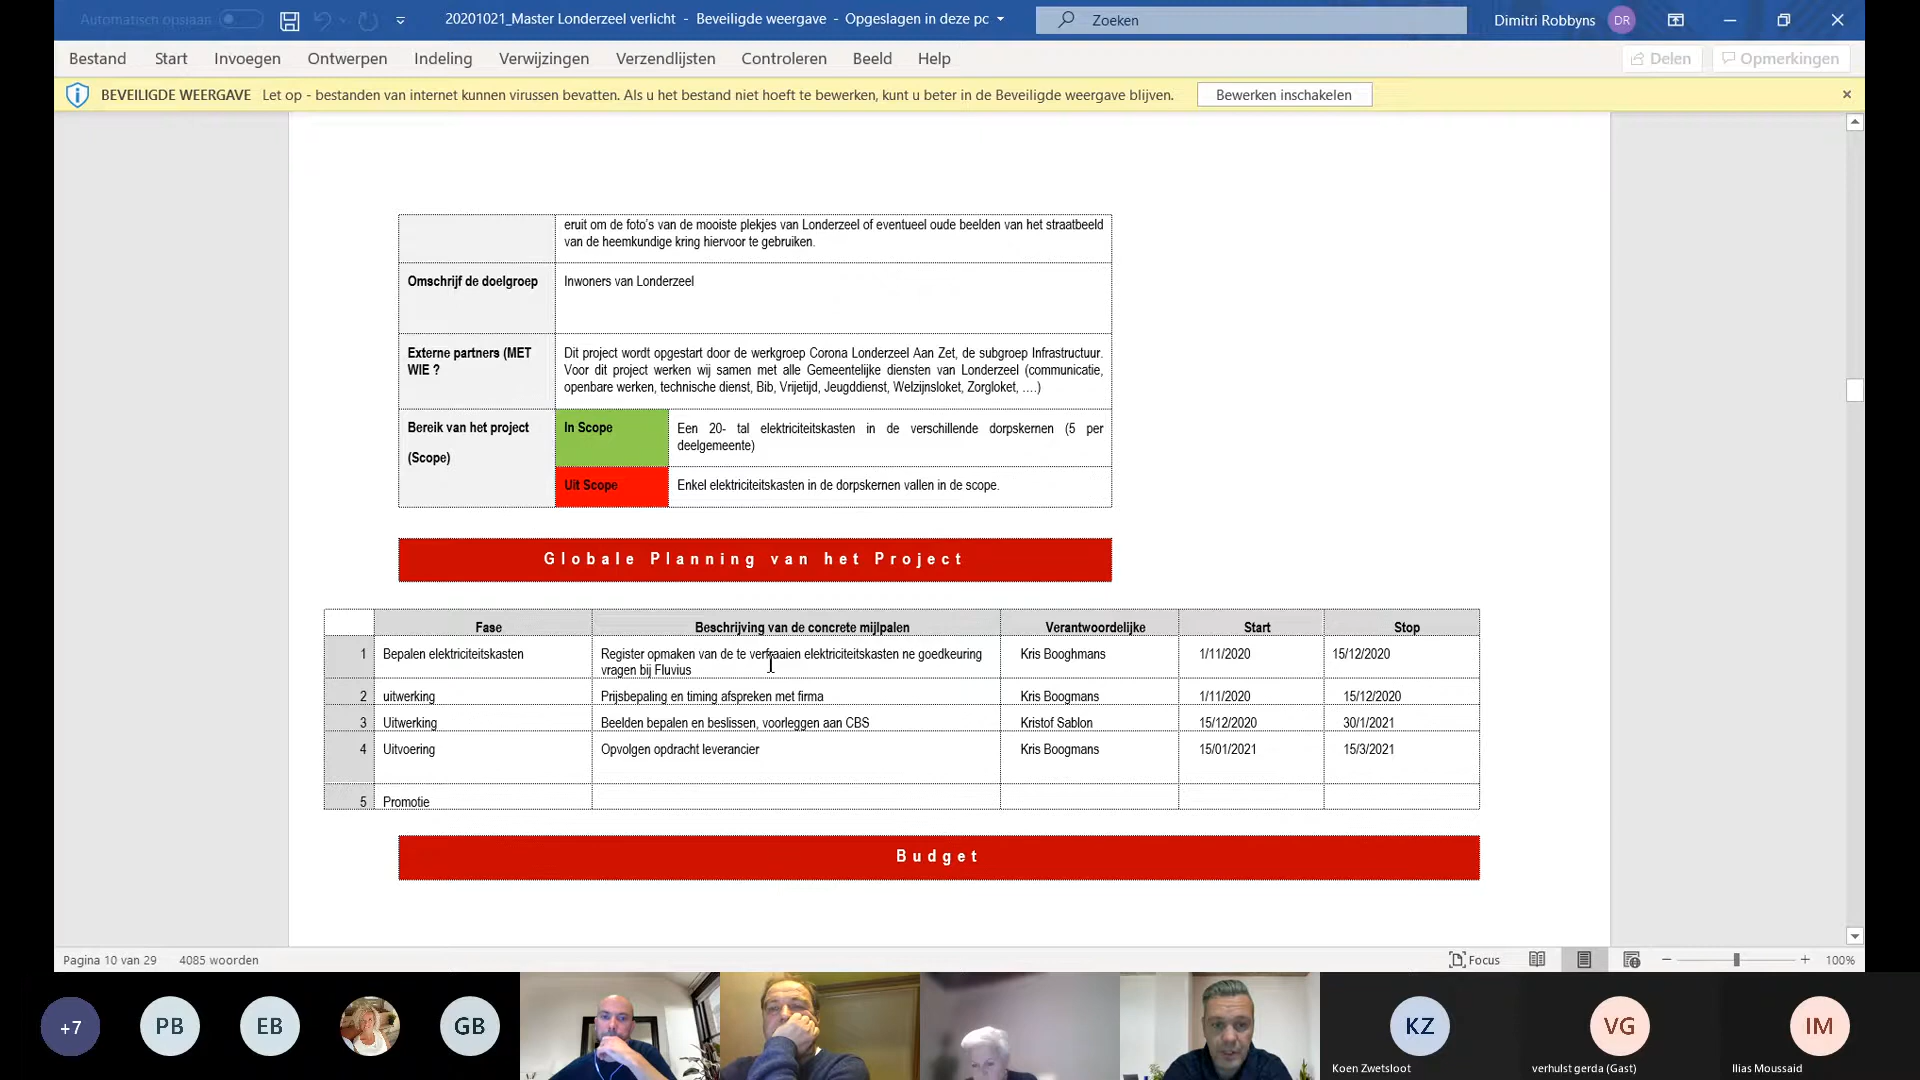 Automatisch opslaan
20201021_Master Londerzeel verlicht - Beveiligde weergave - Opgeslagen in deze pc
Zoeken
Dimitri Robbyns
DR
Bestand Start Invoegen Ontwerpen Indeling Verwijzingen Verzendlijsten Controleren Beeld Help
Delen
Opmerkingen
BEVEILIGDE WEERGAVE Let op - bestanden van internet kunnen virussen bevatten. Als u het bestand niet hoeft te bewerken, kunt u beter in de Beveiligde weergave blijven.
Bewerken inschakelen
eruit om de foto's van de mooiste plekjes van Londerzeel of eventueel oude beelden van het straatbeeld
van de heemkundige kring hiervoor te gebruiken.
Omschrijf de doelgroep
Inwoners van Londerzeel
Externe partners (MET
WIE ?
Dit project wordt opgestart door de werkgroep Corona Londerzeel Aan Zet, de subgroep Infrastructuur.
Voor dit project werken wij samen met alle Gemeentelijke diensten van Londerzeel (communicatie,
openbare werken, technische dienst, Bib, Vrijetijd, Jeugddienst, Welzijnsloket, Zorgloket, ....)
Bereik van het project
(Scope)
In Scope
Een 20- tal elektriciteitskasten in de verschillende dorpskernen (5 per
deelgemeente)
Uit Scope
Enkel elektriciteitskasten in de dorpskernen vallen in de scope.
Globale Planning van het Project
Fase Beschrijving van de concrete mijlpalen Verantwoordelijke Start Stop
1 Bepalen elektriciteitskasten Register opmaken van de te verfraaien elektriciteitskasten ne goedkeuring Kris Booghmans 1/11/2020 15/12/2020
vragen bij Fluvius
2 uitwerking Prijsbepaling en timing afspreken met firma Kris Boogmans 1/11/2020 15/12/2020
3 Uitwerking Beelden bepalen en beslissen, voorleggen aan CBS Kristof Sablon 15/12/2020 30/1/2021
4 Uitvoering Opvolgen opdracht leverancier Kris Boogmans 15/01/2021 15/3/2021
5 Promotie
Budget
Pagina 10 van 29 4085 woorden
Focus
100%
+7
PB
EB
GB
KZ
VG
IM
Koen Zwetsloot
verhulst gerda (Gast)
Ilias Moussaid